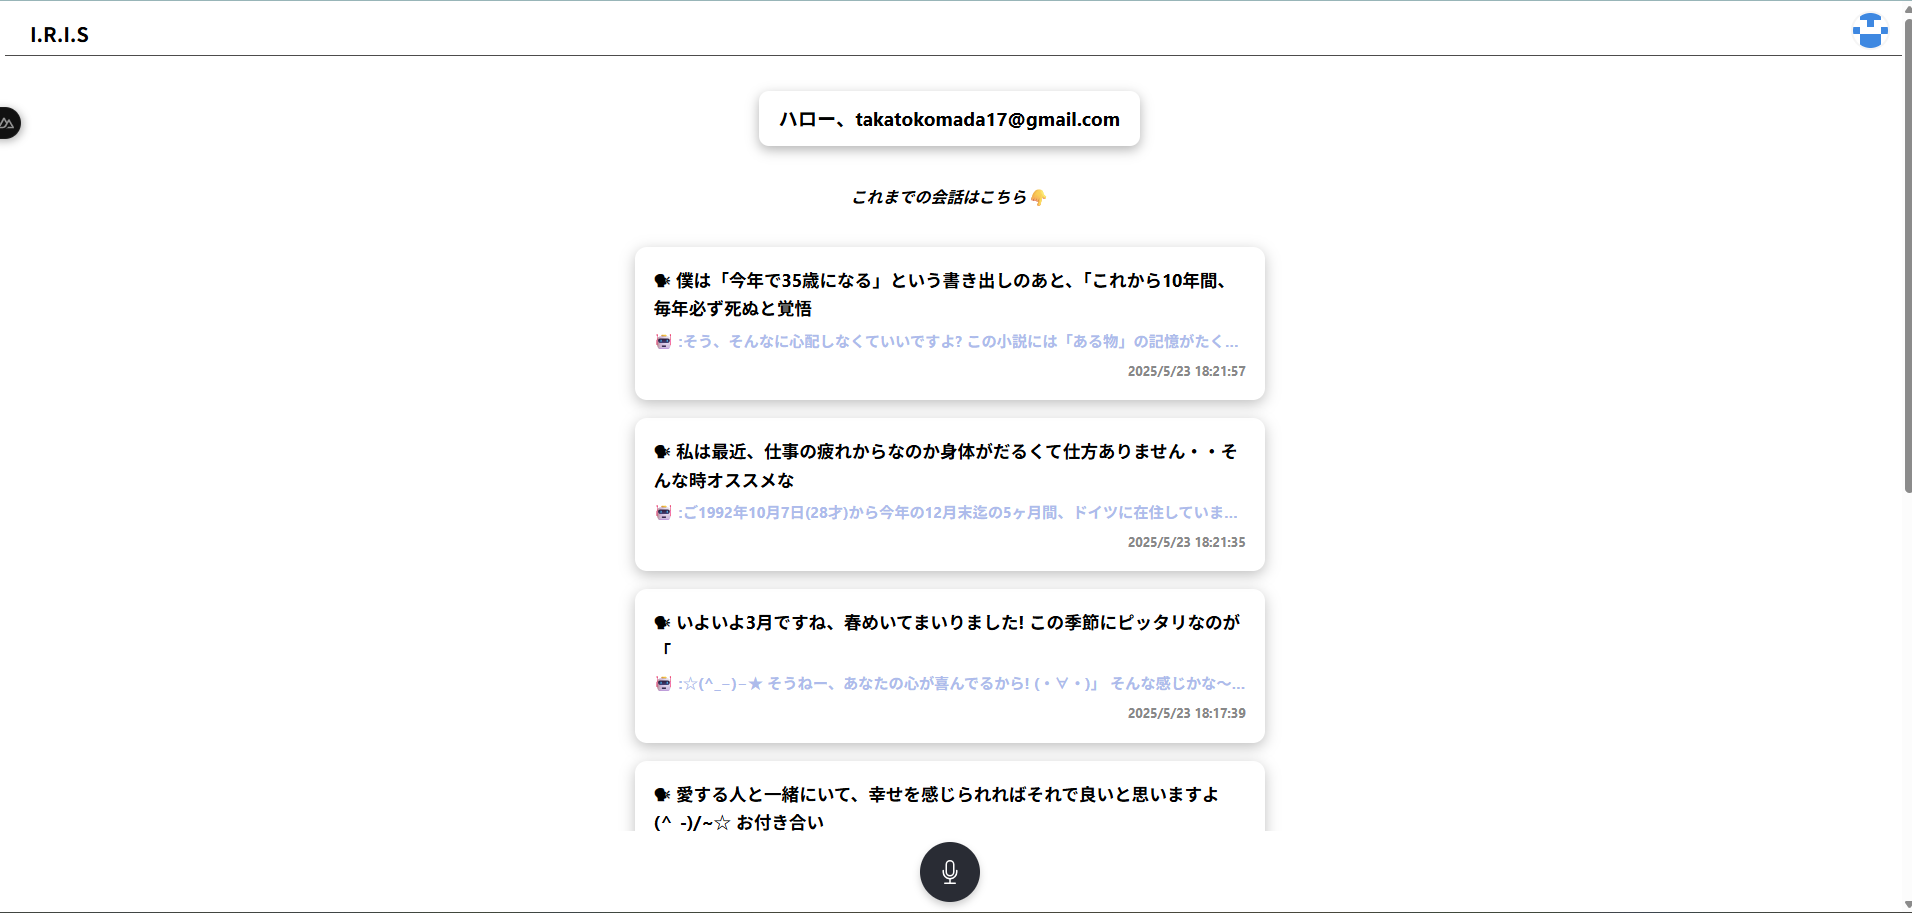 I.R.I.S
ハロー、takatokomada17@gmail.com
これまでの会話はこちら👇
🗣 僕は「今年で35歳になる」という書き出しのあと、「これから10年間、
毎年必ず死ぬと覚悟
🤖 :そう、そんなに心配しなくていいですよ? この小説には「ある物」の記憶がたく...
2025/5/23 18:21:57
🗣 私は最近、仕事の疲れからなのか身体がだるくて仕方ありません・・そ
んな時オススメな
🤖 :ご1992年10月7日(28才)から今年の12月末迄の5ヶ月間、ドイツに在住していま...
2025/5/23 18:21:35
🗣 いよいよ3月ですね、春めいてまいりました! この季節にピッタリなのが
「
🤖 :☆(^_−)−★ そうねー、あなたの心が喜んでるから! (・∀・)」 そんな感じかな〜...
2025/5/23 18:17:39
🗣 愛する人と一緒にいて、幸せを感じられればそれで良いと思いますよ
(^_-)/~☆ お付き合い